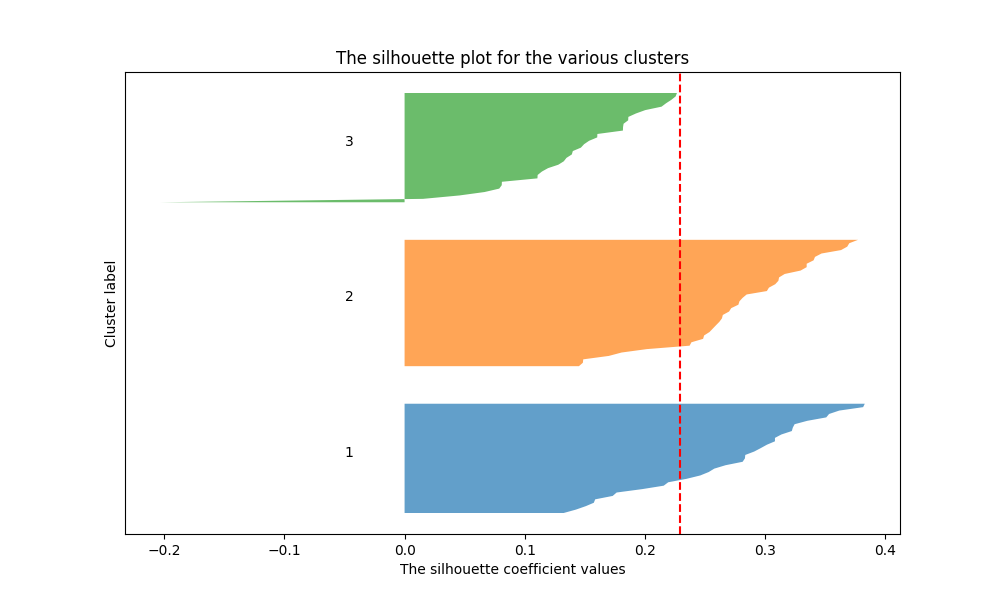 The silhouette plot for the various clusters
3
2
1
Cluster label
−0.2 −0.1 0.0 0.1 0.2 0.3 0.4
The silhouette coefficient values